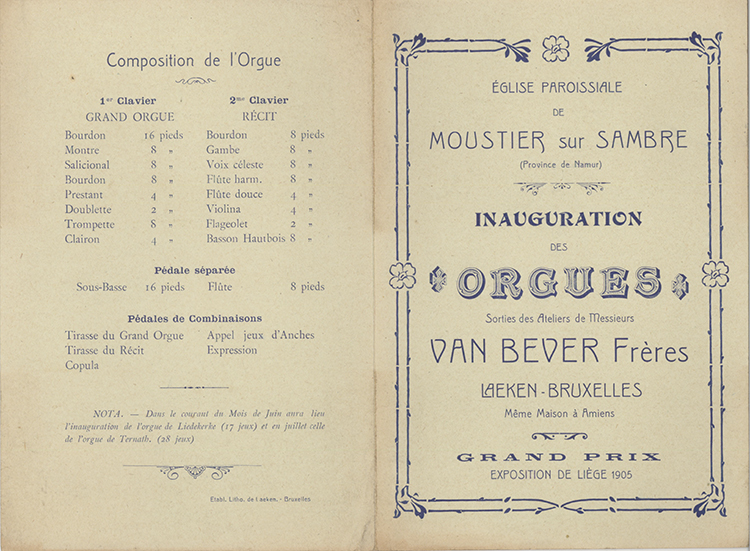 Composition de l'Orgue
1er Clavier
GRAND ORGUE
Bourdon 16 pieds
Montre 8 "
Salicional 8 "
Bourdon 8 "
Prestant 4 "
Doublette 2 "
Trompette 8 "
Clairon 4 "
2me Clavier
RÉCIT
Bourdon 8 pieds
Gambe 8 "
Voix céleste 8 "
Flûte harm. 8 "
Flûte douce 4 "
Violina 4 "
Flageolet 2 "
Basson Hautbois 8 "
Pédale séparée
Sous-Basse 16 pieds Flûte 8 pieds
Pédales de Combinaisons
Tirasse du Grand Orgue Appel jeux d'Anches
Tirasse du Récit Expression
Copula
NOTA. — Dans le courant du Mois de Juin aura lieu
l'inauguration de l'orgue de Liedekerke (17 jeux) et en juillet celle
de l'orgue de Ternath. (28 jeux)
Etabl. Litho. de Laeken. - Bruxelles
ÉGLISE PAROISSIALE
DE
MOUSTIER sur SAMBRE
(Province de Namur)
INAUGURATION
DES
ORGUES
Sorties des Ateliers de Messieurs
VAN BEVER Frères
LAEKEN-BRUXELLES
Même Maison à Amiens
GRAND PRIX
EXPOSITION DE LIÈGE 1905